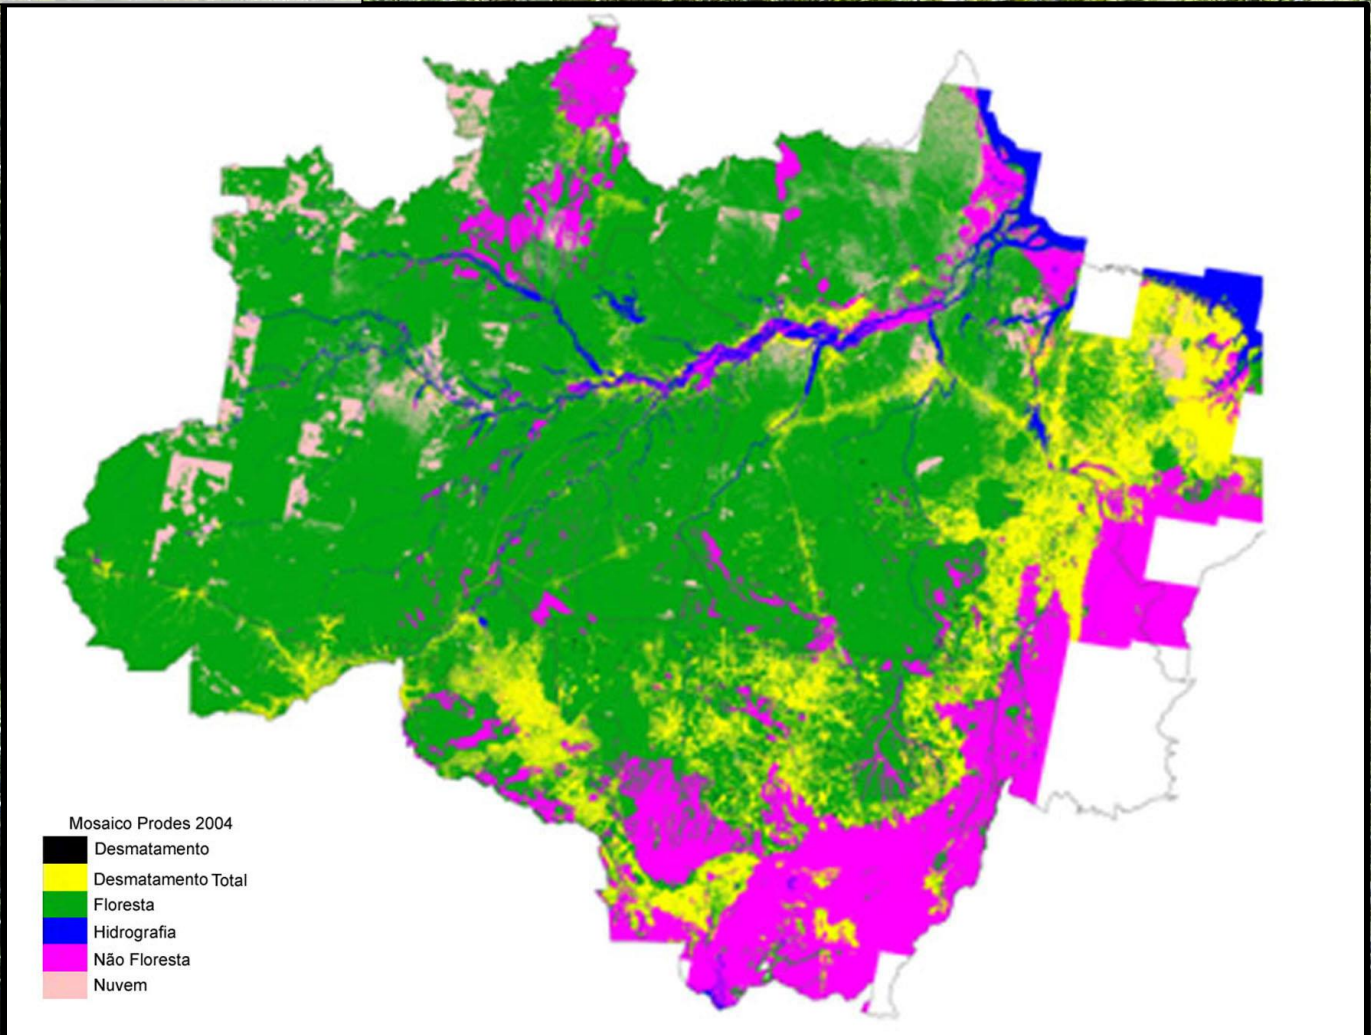 Mosaico Prodes 2004
Desmatamento
Desmatamento Total
Floresta
Hidrografia
Não Floresta
Nuvem